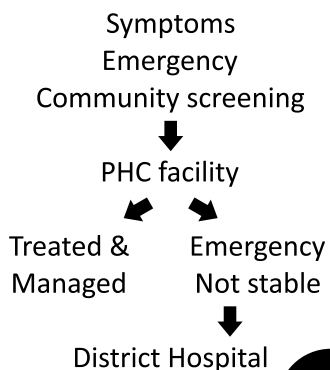 Symptoms
Emergency
Community screening
PHC facility
Treated &
Managed
Emergency
Not stable
District Hospital